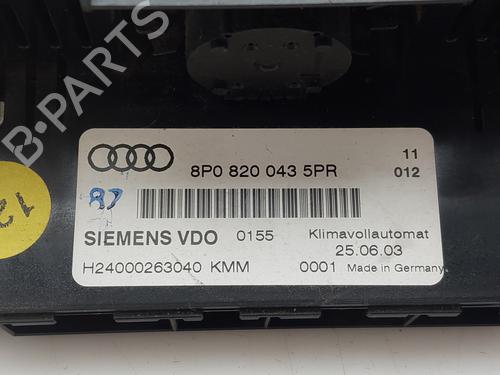 B-PARTS
8P0 820 043 5PR
11
012
SIEMENS VDO 0155 Klimavollautomat
25.06.03
H24000263040 KMM 0001 Made in Germany